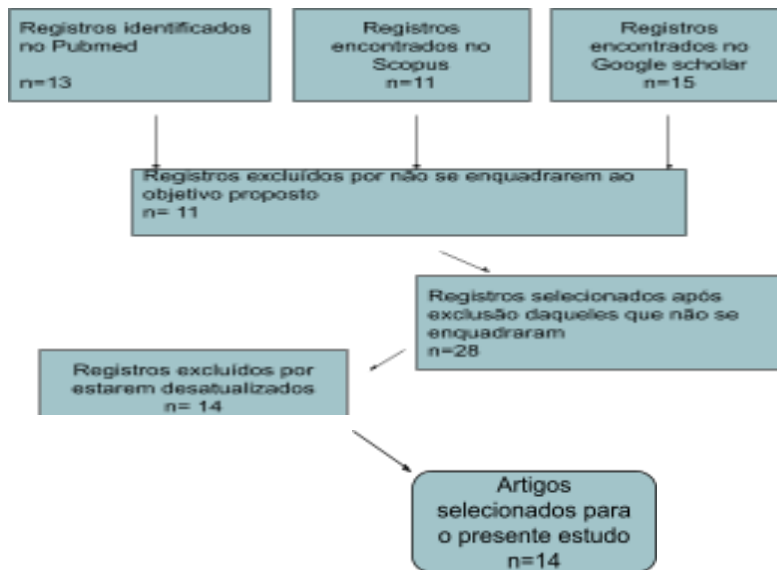 Registros identificados
no Pubmed
n=13
Registros
encontrados no
Scopus
n=11
Registros
encontrados no
Google scholar
n=15
Registros excluídos por não se enquadrarem ao
objetivo proposto
n= 11
Registros selecionados após
exclusão daqueles que não se
enquadraram
n=28
Registros excluídos por
estarem desatualizados
n= 14
Artigos
selecionados para
o presente estudo
n=14